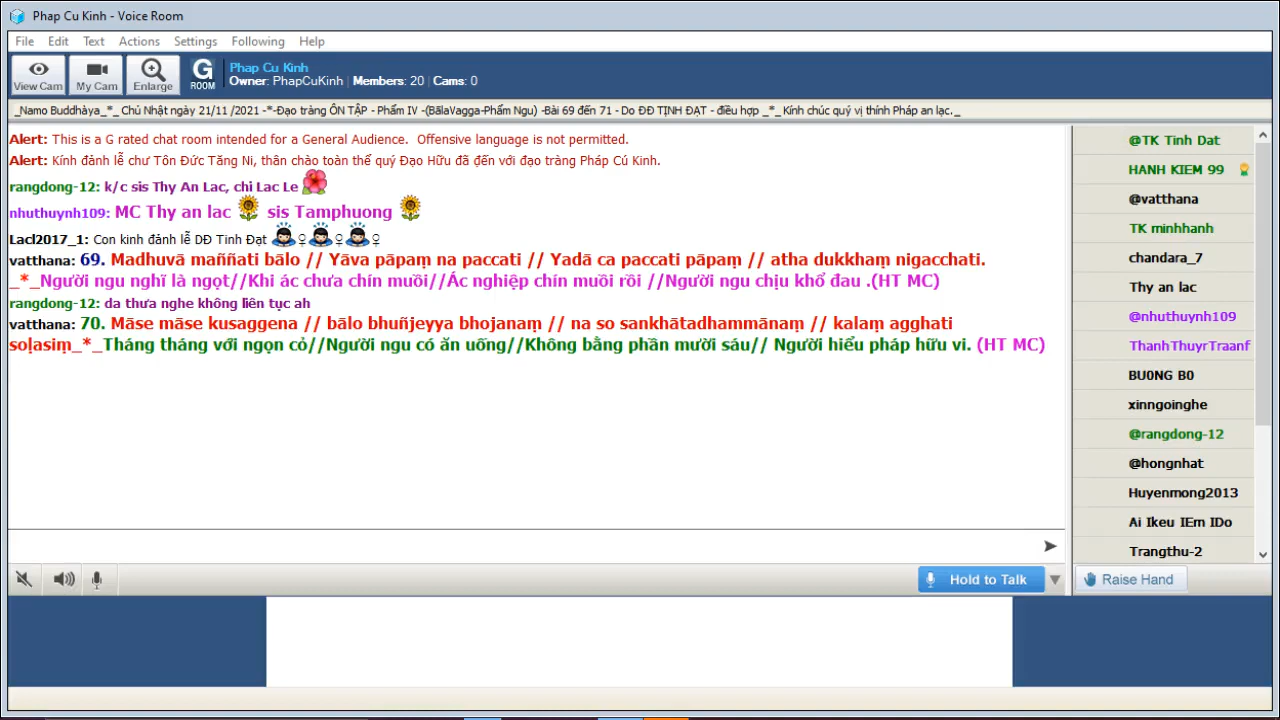 Phap Cu Kinh - Voice Room
File Edit Text Actions Settings Following Help
View Cam My Cam Enlarge G ROOM
Phap Cu Kinh
Owner: PhapCuKinh | Members: 20 | Cams: 0
_Namo Buddhàya_*_ Chủ Nhật ngày 21/11 /2021 -*-Đạo tràng ÔN TẬP - Phẩm IV -(BālaVagga-Phẩm Ngu) -Bài 69 đến 71 - Do ĐĐ TỊNH ĐẠT - điều hợp _*_ Kính chúc quý vị thính Pháp an lạc._
Alert: This is a G rated chat room intended for a General Audience. Offensive language is not permitted.
Alert: Kính đảnh lễ chư Tôn Đức Tăng Ni, thân chào toàn thể quý Đạo Hữu đã đến với đạo tràng Pháp Cú Kinh.
rangdong-12: k/c sis Thy An Lac, chi Lac Le
nhuthuynh109: MC Thy an lac sis Tamphuong
Lacl2017_1: Con kinh đảnh lễ DĐ Tinh Đạt ♀ ♀ ♀
vatthana: 69. Madhuvā maññati bālo // Yāva pāpaṃ na paccati // Yadā ca paccati pāpaṃ // atha dukkhaṃ nigacchati.
_*_Người ngu nghĩ là ngọt//Khi ác chưa chín muồi//Ác nghiệp chín muồi rồi //Người ngu chịu khổ đau .(HT MC)
rangdong-12: da thưa nghe không liên tục ah
vatthana: 70. Māse māse kusaggena // bālo bhuñjeyya bhojanaṃ // na so sankhātadhammānaṃ // kalaṃ agghati
soḷasiṃ_*_Tháng tháng với ngọn cỏ//Người ngu có ăn uống//Không bằng phần mười sáu// Người hiểu pháp hữu vi. (HT MC)
@TK Tinh Dat
HANH KIEM 99
@vatthana
TK minhhanh
chandara_7
Thy an lac
@nhuthuynh109
ThanhThuyrTraanf
BU0NG B0
xinngoinghe
@rangdong-12
@hongnhat
Huyenmong2013
Ai Ikeu IEm IDo
Trangthu-2
Hold to Talk
Raise Hand